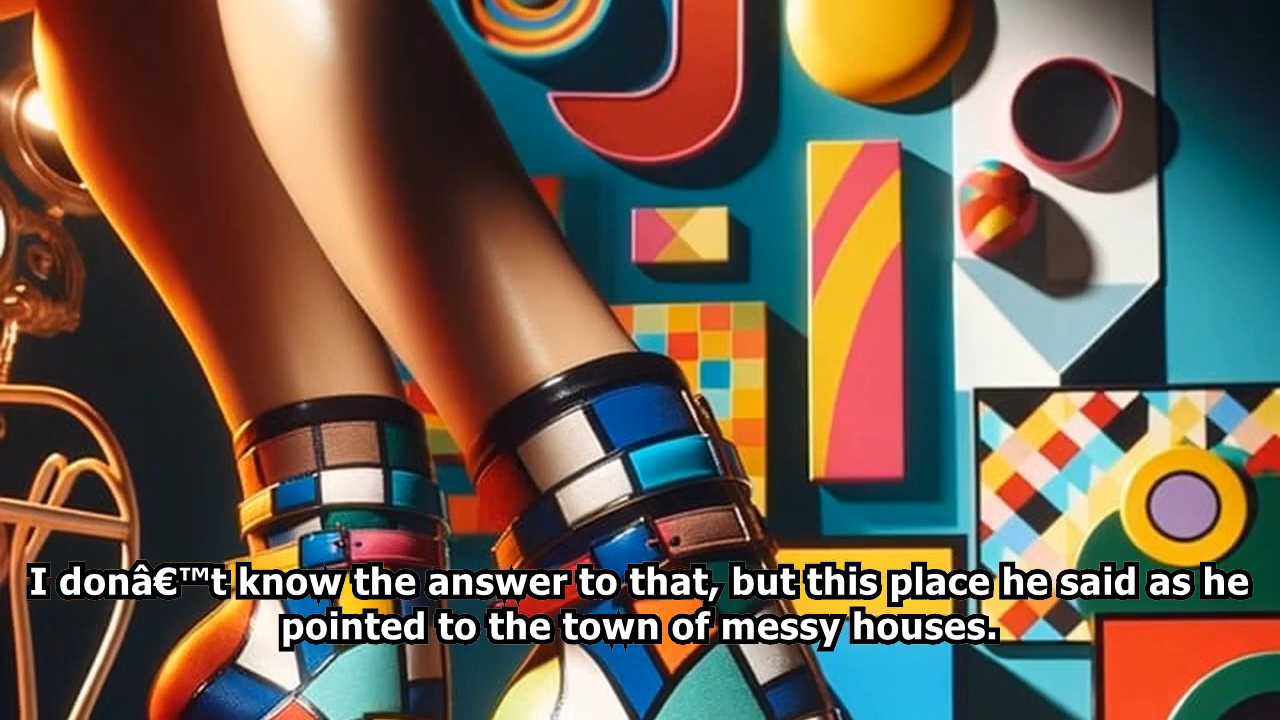 I donâ€™t know the answer to that, but this place he said as he
pointed to the town of messy houses.